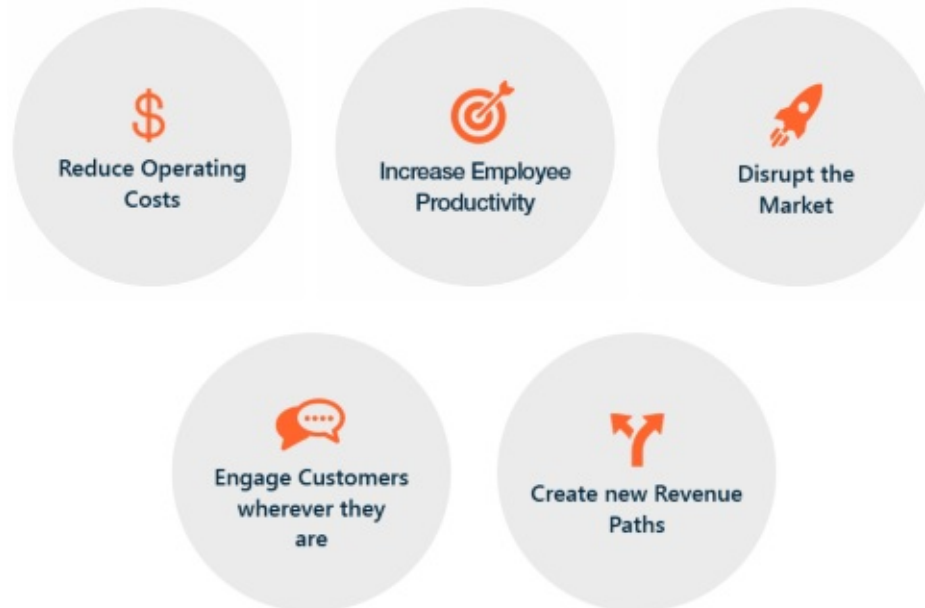 Reduce Operating
Costs
Increase Employee
Productivity
Disrupt the
Market
Engage Customers
wherever they
are
Create new Revenue
Paths